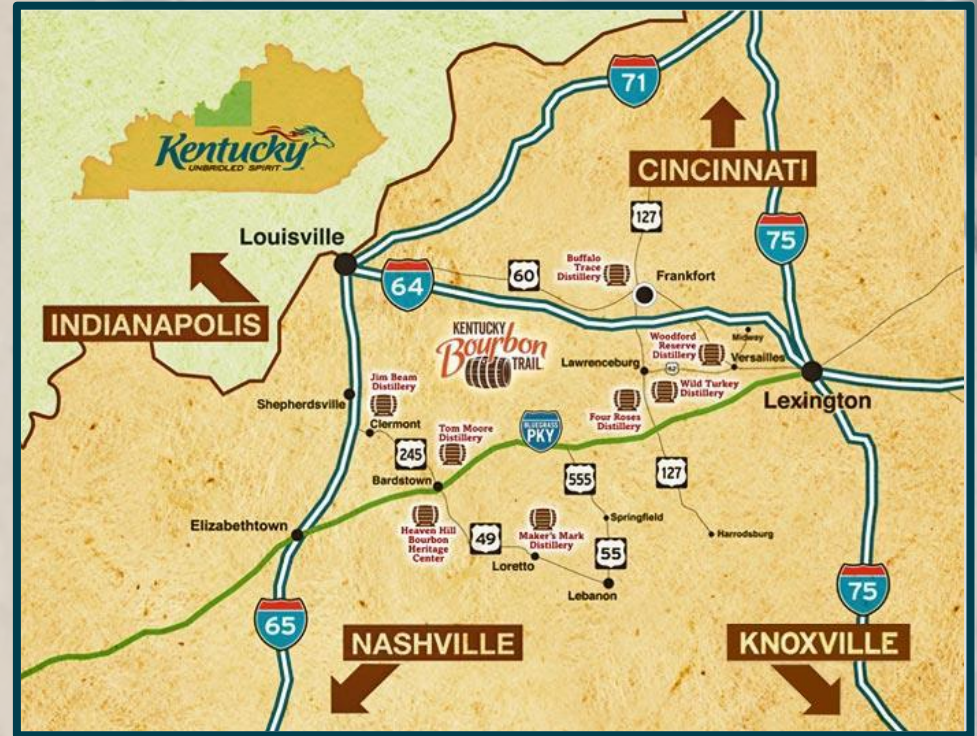 71
Kentucky
UNBRIDLED SPIRIT
CINCINNATI
127
75
Louisville
64
60
Buffalo
Trace
Distillery
Frankfort
INDIANAPOLIS
KENTUCKY
Bourbon
TRAIL
Woodford
Reserve
Distillery
Midway
Versailles
Lawrenceburg
62
Wild Turkey
Distillery
Lexington
Jim Beam
Distillery
Shepherdsville
Clermont
Four Roses
Distillery
Tom Moore
Distillery
BLUEGRASS
PKY
245
Bardstown
555
127
Springfield
Harrodsburg
Elizabethtown
Heaven Hill
Bourbon
Heritage
Center
49
Maker's Mark
Distillery
Loretto
55
Lebanon
75
65
NASHVILLE
KNOXVILLE